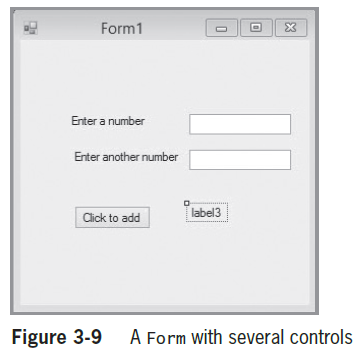 Form1
Enter a number
Enter another number
Click to add
label3
Figure 3-9 A Form with several controls